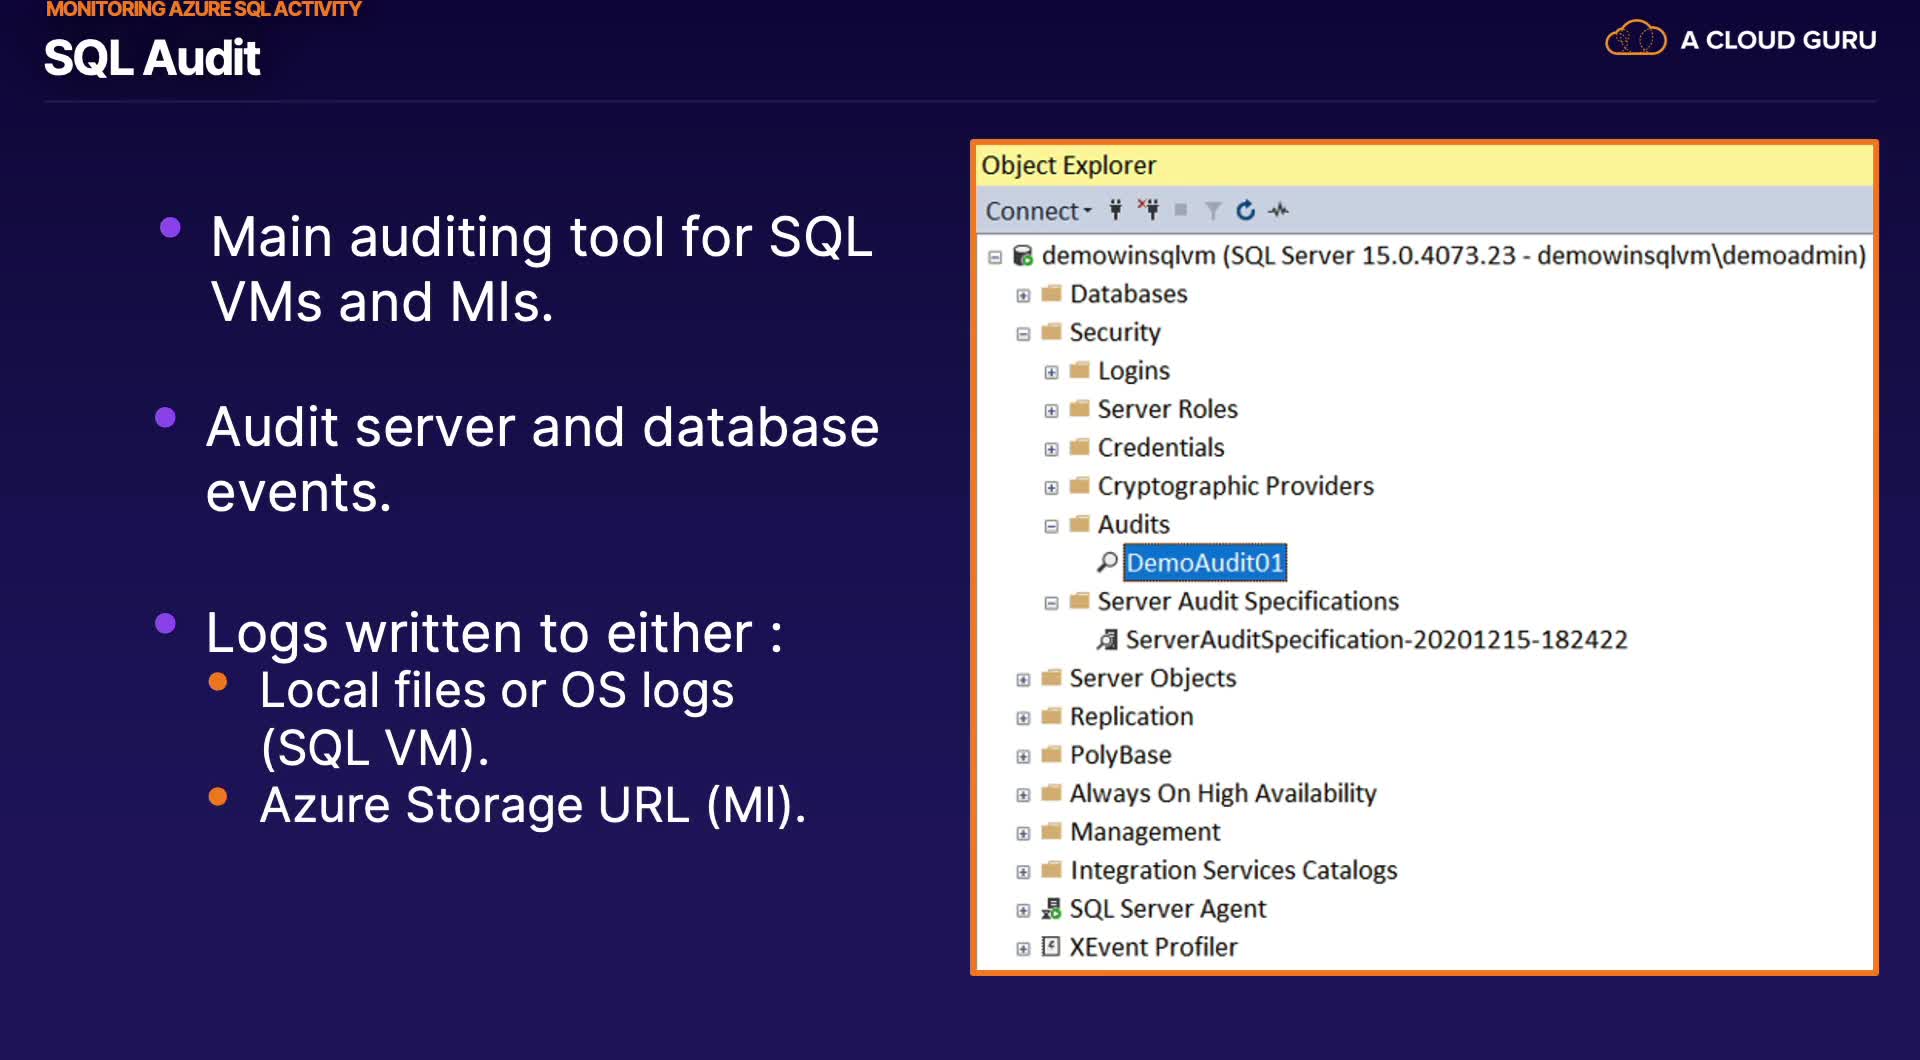 MONITORING AZURE SQL ACTIVITY
SQL Audit
A CLOUD GURU
Main auditing tool for SQL
VMs and MIs.
Audit server and database
events.
Logs written to either :
Local files or OS logs
(SQL VM).
Azure Storage URL (MI).
Object Explorer
Connect
demowinsqlvm (SQL Server 15.0.4073.23 - demowinsqlvm\demoadmin)
Databases
Security
Logins
Server Roles
Credentials
Cryptographic Providers
Audits
DemoAudit01
Server Audit Specifications
ServerAuditSpecification-20201215-182422
Server Objects
Replication
PolyBase
Always On High Availability
Management
Integration Services Catalogs
SQL Server Agent
XEvent Profiler